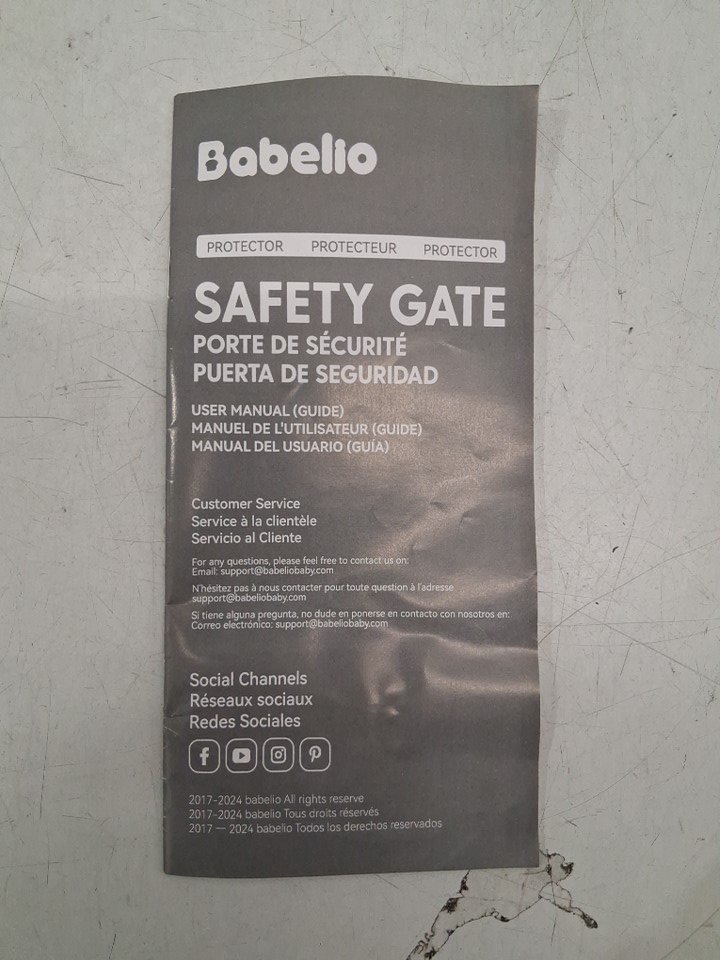 Babelio
PROTECTOR PROTECTEUR PROTECTOR
SAFETY GATE
PORTE DE SÉCURITÉ
PUERTA DE SEGURIDAD
USER MANUAL (GUIDE)
MANUEL DE L'UTILISATEUR (GUIDE)
MANUAL DEL USUARIO (GUÍA)
Customer Service
Service à la clientèle
Servicio al Cliente
For any questions, please feel free to contact us on:
Email: support@babeliobaby.com
N'hésitez pas à nous contacter pour toute question à l'adresse
support@babeliobaby.com
Si tiene alguna pregunta, no dude en ponerse en contacto con nosotros en:
Correo electrónico: support@babeliobaby.com
Social Channels
Réseaux sociaux
Redes Sociales
2017-2024 babelio All rights reserve
2017-2024 babelio Tous droits réservés
2017 — 2024 babelio Todos los derechos reservados